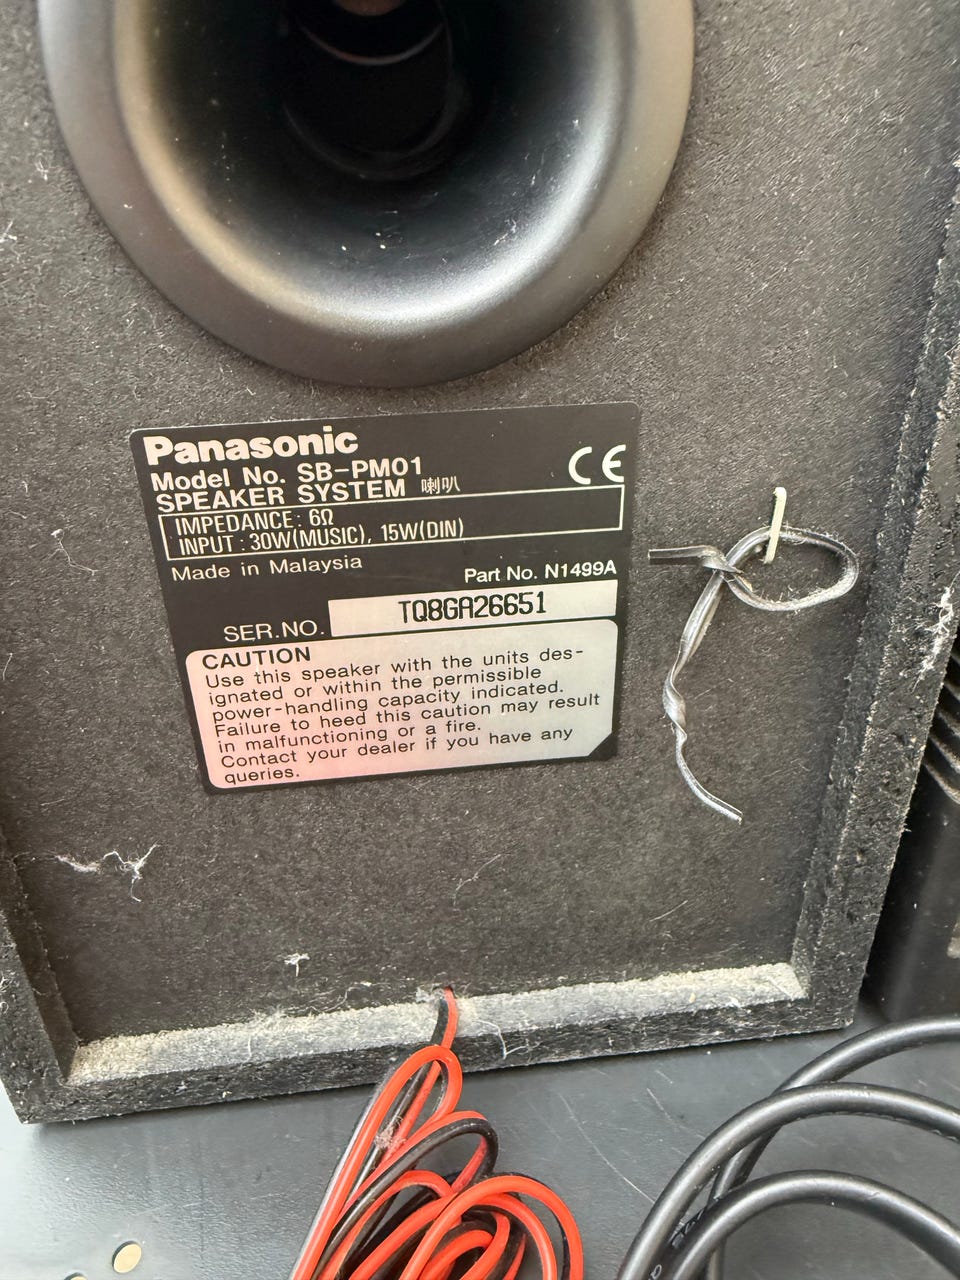 Panasonic
Model No. SB-PM01
SPEAKER SYSTEM 喇叭
CE
IMPEDANCE: 6Ω
INPUT : 30W(MUSIC), 15W(DIN)
Made in Malaysia
Part No. N1499A
SER.NO. TQ8GA26651
CAUTION
Use this speaker with the units des-
ignated or within the permissible
power-handling capacity indicated.
Failure to heed this caution may result
in malfunctioning or a fire.
Contact your dealer if you have any
queries.